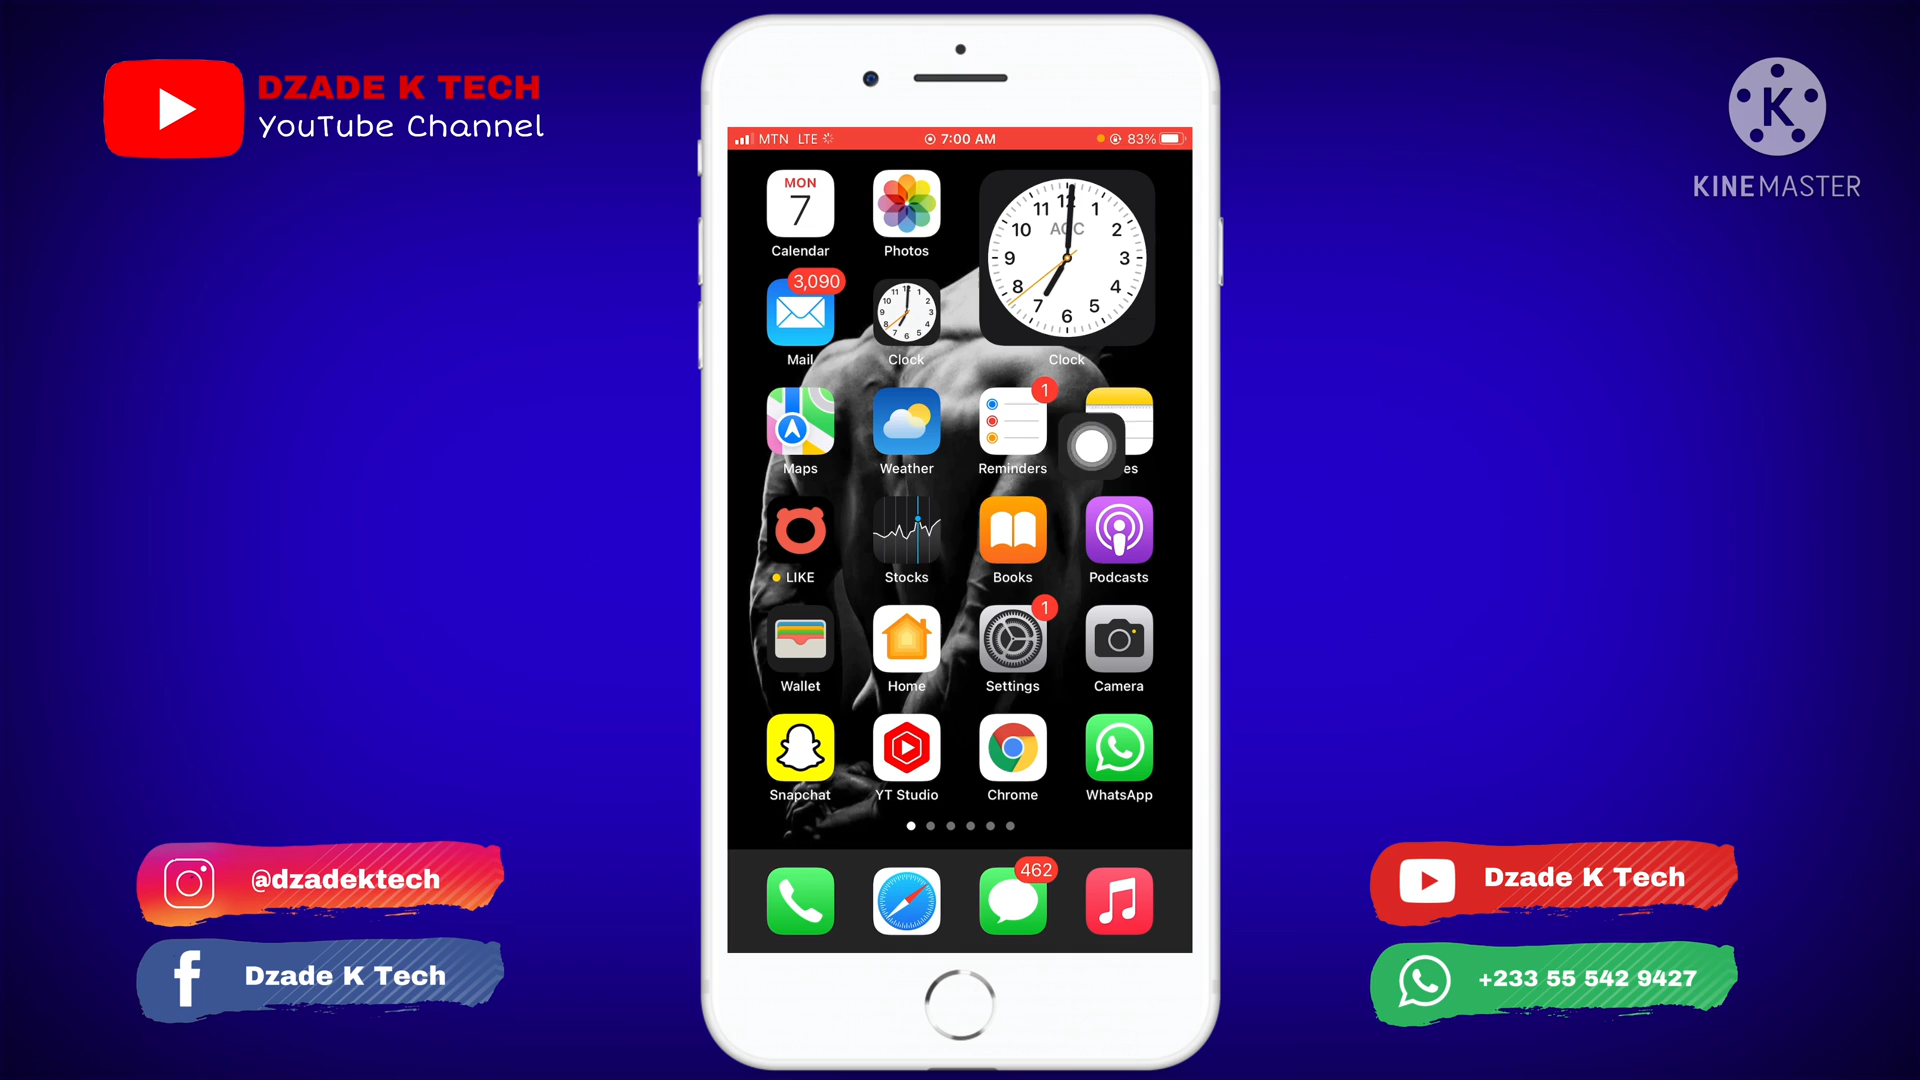 DZADE K TECH
YouTube Channel
KINEMASTER
K
MTN LTE 7:00 AM 83%
MON
7
Calendar
Photos
12 1 2 3 4 5 6 7 8 9 10 11
ACC
Clock
3,090
Mail
Clock
Maps
Weather
1
Reminders
es
LIKE
Stocks
Books
Podcasts
Wallet
Home
1
Settings
Camera
Snapchat
YT Studio
Chrome
WhatsApp
462
@dzadektech
Dzade K Tech
Dzade K Tech
+233 55 542 9427